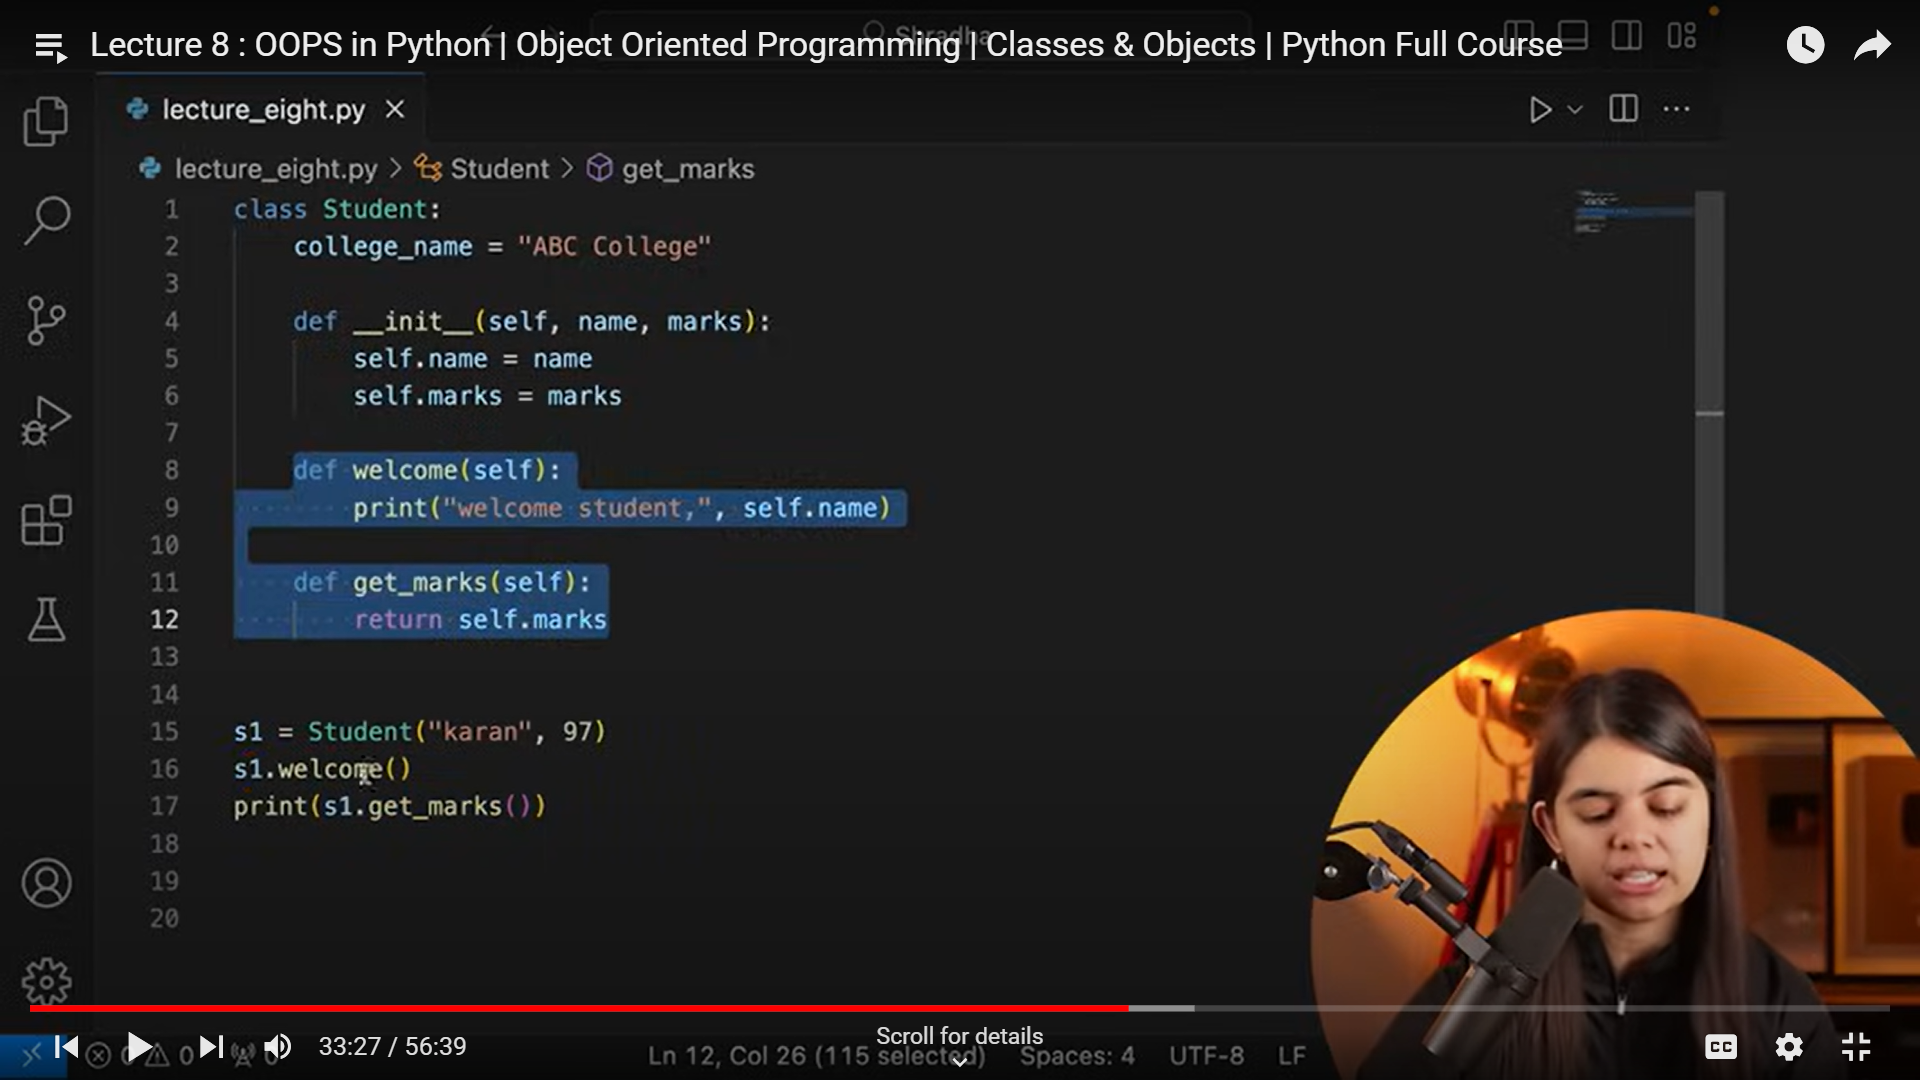 Lecture 8 : OOPS in Python | Object Oriented Programming | Classes & Objects | Python Full Course
lecture_eight.py
lecture_eight.py > Student > get_marks
1 class Student:
2 college_name = "ABC College"
3
4 def __init__(self, name, marks):
5 self.name = name
6 self.marks = marks
7
8 def welcome(self):
9 print("welcome student,", self.name)
10
11 def get_marks(self):
12 return self.marks
13
14
15 s1 = Student("karan", 97)
16 s1.welcome()
17 print(s1.get_marks())
18
19
20
33:27 / 56:39
Scroll for details
CC
0
Ln 12, Col 26 (115 selected) Spaces: 4 UTF-8 LF